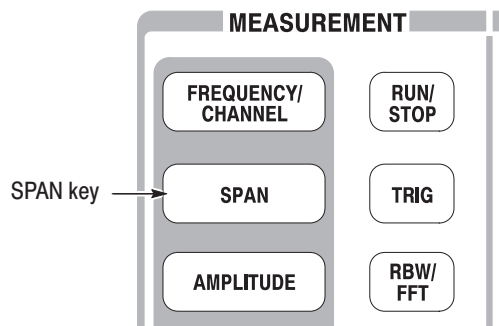 MEASUREMENT
FREQUENCY/
CHANNEL
RUN/
STOP
SPAN key
SPAN
TRIG
AMPLITUDE
RBW/
FFT